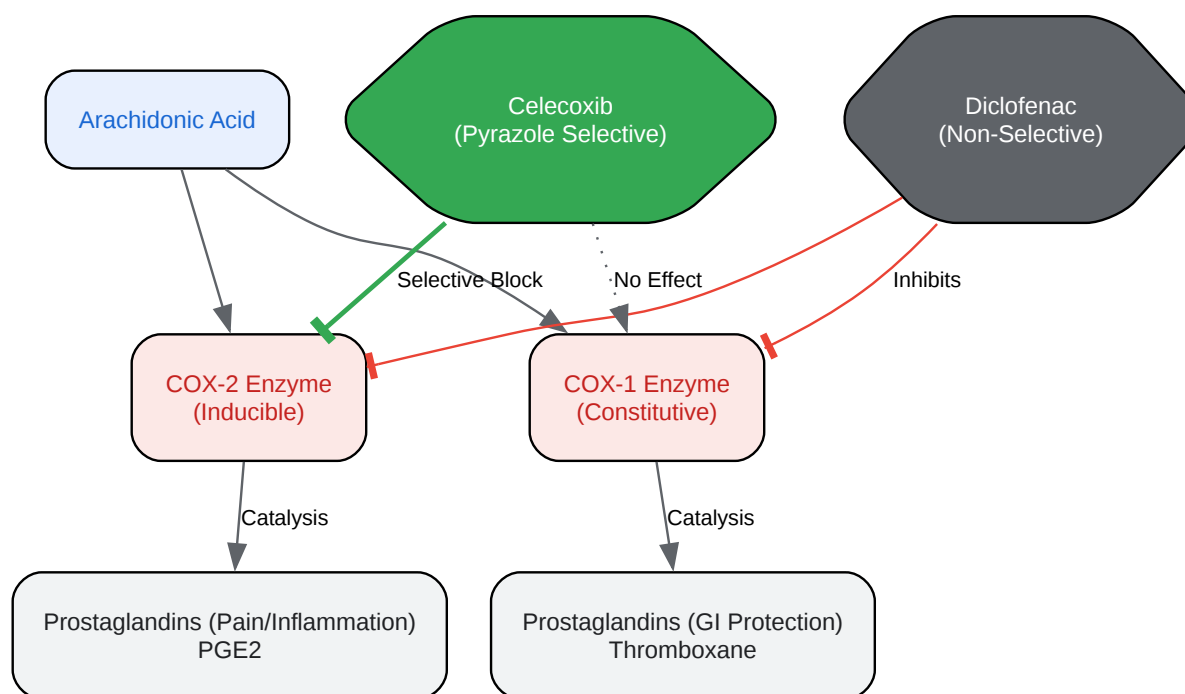 Arachidonic Acid
Celecoxib
(Pyrazole Selective)
Diclofenac
(Non-Selective)
Selective Block
No Effect
Inhibits
COX-2 Enzyme
(Inducible)
COX-1 Enzyme
(Constitutive)
Catalysis
Catalysis
Prostaglandins (Pain/Inflammation)
PGE2
Prostaglandins (GI Protection)
Thromboxane